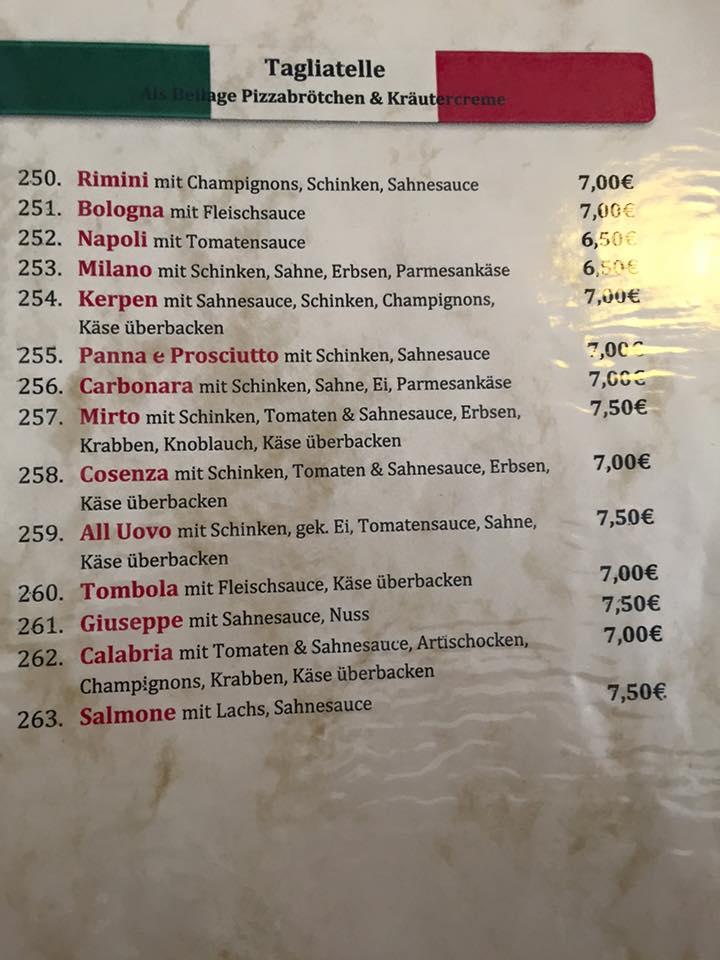 Tagliatelle
Als Beilage Pizzabrötchen & Kräutercreme
250. Rimini mit Champignons, Schinken, Sahnesauce 7,00€
251. Bologna mit Fleischsauce 7,00€
252. Napoli mit Tomatensauce 6,50€
253. Milano mit Schinken, Sahne, Erbsen, Parmesankäse 6,50€
254. Kerpen mit Sahnesauce, Schinken, Champignons, 7,00€
Käse überbacken
255. Panna e Prosciutto mit Schinken, Sahnesauce 7,00€
256. Carbonara mit Schinken, Sahne, Ei, Parmesankäse 7,00€
257. Mirto mit Schinken, Tomaten & Sahnesauce, Erbsen, 7,50€
Krabben, Knoblauch, Käse überbacken
258. Cosenza mit Schinken, Tomaten & Sahnesauce, Erbsen, 7,00€
Käse überbacken
259. All Uovo mit Schinken, gek. Ei, Tomatensauce, Sahne, 7,50€
Käse überbacken
260. Tombola mit Fleischsauce, Käse überbacken 7,00€
261. Giuseppe mit Sahnesauce, Nuss 7,50€
262. Calabria mit Tomaten & Sahnesauce, Artischocken, 7,00€
Champignons, Krabben, Käse überbacken
263. Salmone mit Lachs, Sahnesauce 7,50€